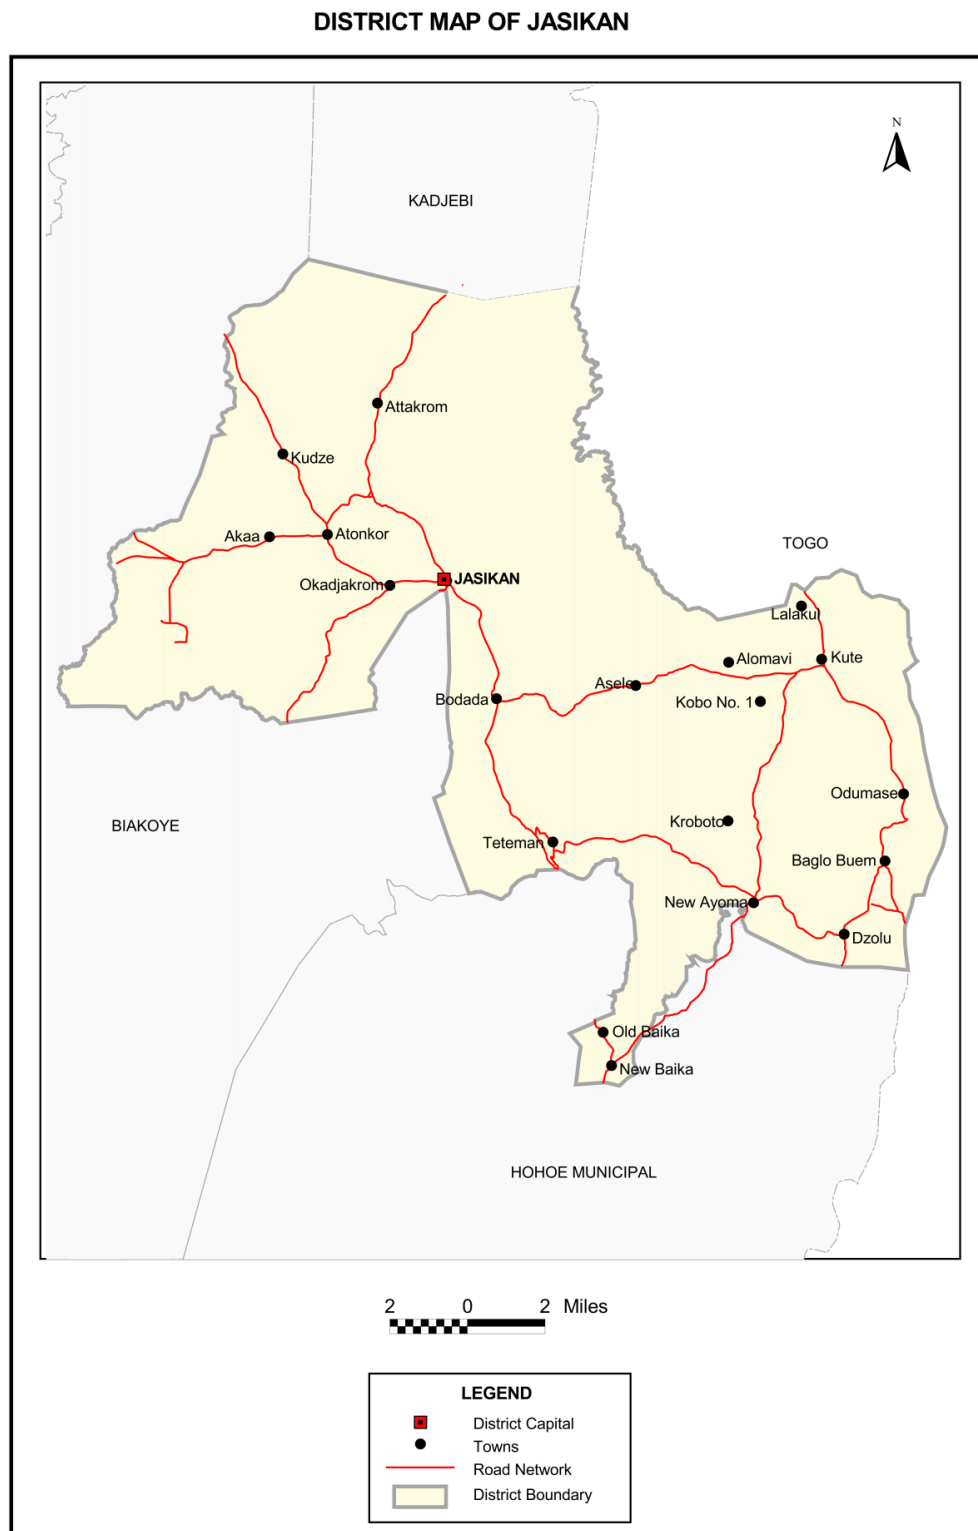 DISTRICT MAP OF JASIKAN
N
KADJEBI
Attakrom
Kudze
Akaa
Atonkor
TOGO
Okadjakrom
JASIKAN
Lalakul
Alomavi
Kute
Asele
Bodada
Kobo No. 1
Odumase
BIAKOYE
Kroboto
Teteman
Baglo Buem
New Ayoma
Dzolu
Old Baika
New Baika
HOHOE MUNICIPAL
2 0 2 Miles
LEGEND
District Capital
Towns
Road Network
District Boundary